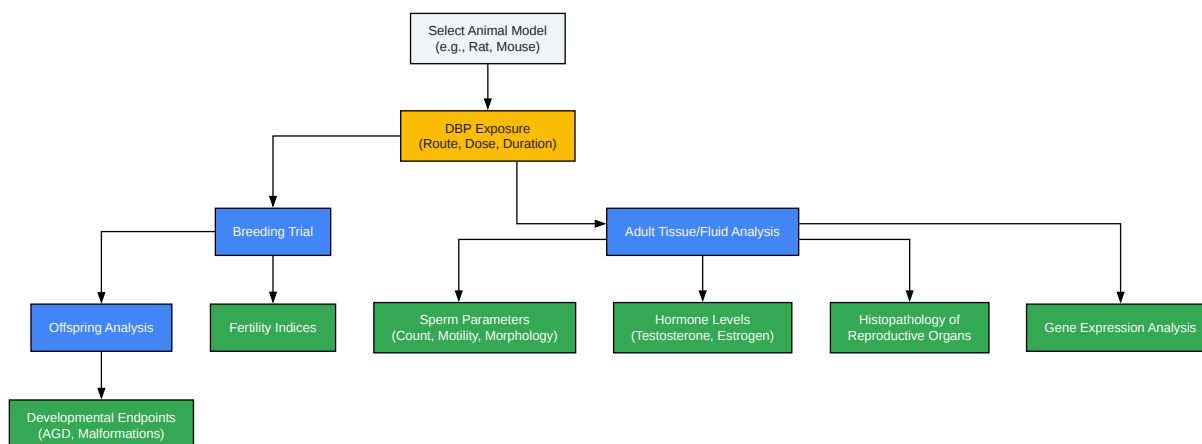 Select Animal Model
(e.g., Rat, Mouse)
DBP Exposure
(Route, Dose, Duration)
Breeding Trial
Adult Tissue/Fluid Analysis
Offspring Analysis
Fertility Indices
Sperm Parameters
(Count, Motility, Morphology)
Hormone Levels
(Testosterone, Estrogen)
Histopathology of
Reproductive Organs
Gene Expression Analysis
Developmental Endpoints
(AGD, Malformations)